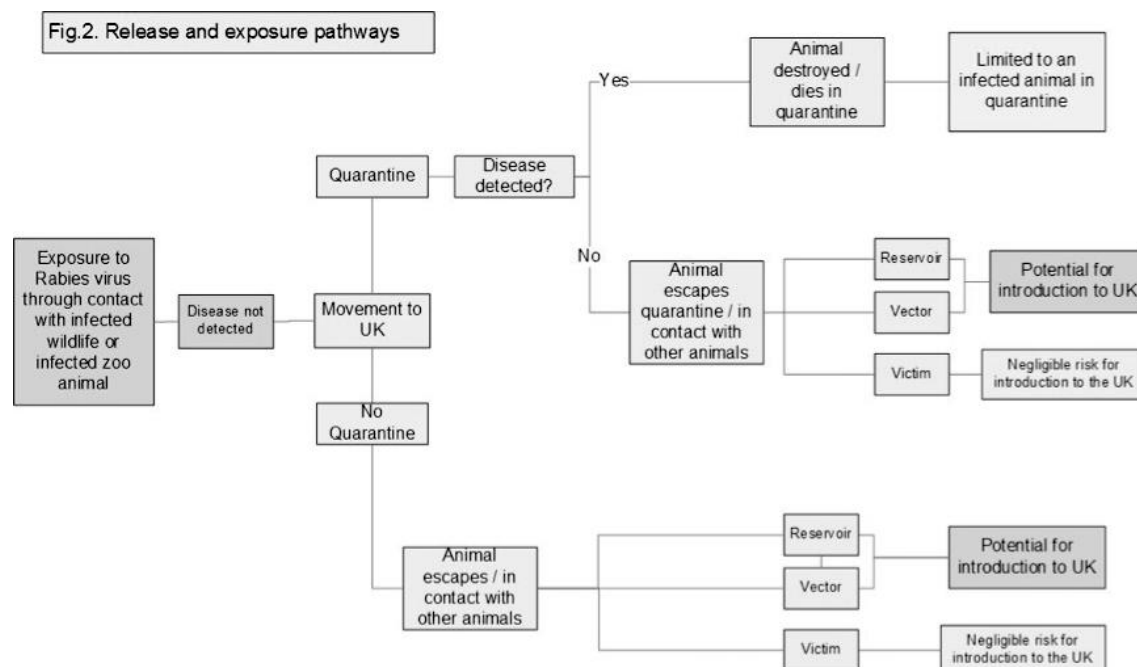 Fig.2. Release and exposure pathways
Animal
destroyed /
dies in
quarantine
Limited to an
infected animal in
quarantine
Yes
Quarantine
Disease
detected?
No
Exposure to
Rabies virus
through contact
with infected
wildlife or
infected zoo
animal
Disease not
detected
Movement to
UK
Animal
escapes
quarantine / in
contact with
other animals
Reservoir
Vector
Victim
Potential for
introduction to UK
Negligible risk for
introduction to the UK
No
Quarantine
Animal
escapes / in
contact with
other animals
Reservoir
Vector
Victim
Potential for
introduction to UK
Negligible risk for
introduction to the UK